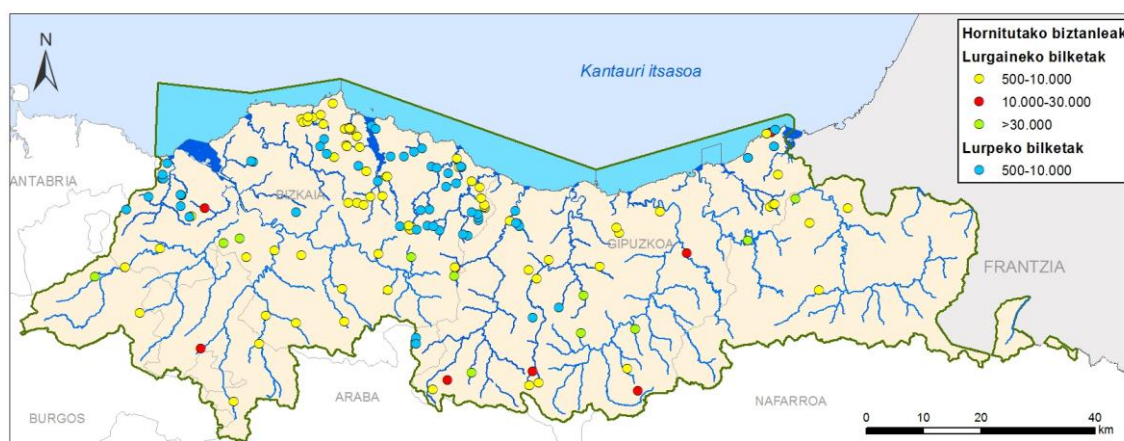 N
Kantauri itsasoa
Hornitutako biztanleak
Lurgaineko bilketak
500-10.000
10.000-30.000
>30.000
Lurpeko bilketak
500-10.000
ANTABRIA
BIZKAIA
GIPUZKOA
FRANTZIA
ARABA
NAFARROA
BURGOS
0 10 20 40
km